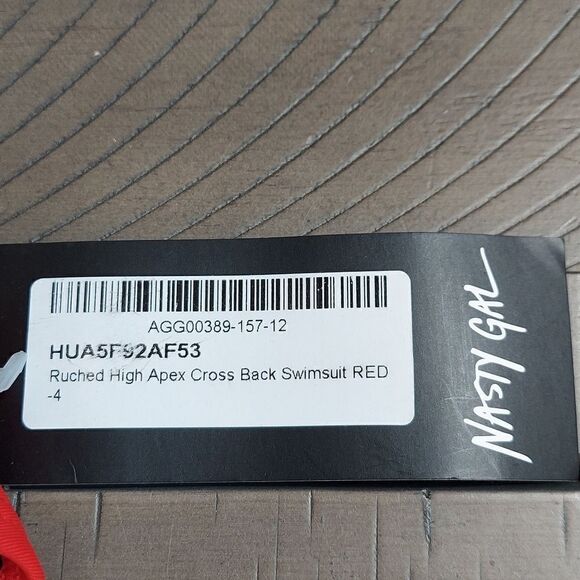 AGG00389-157-12
HUA5F92AF53
Ruched High Apex Cross Back Swimsuit RED
-4
NASTY GAL